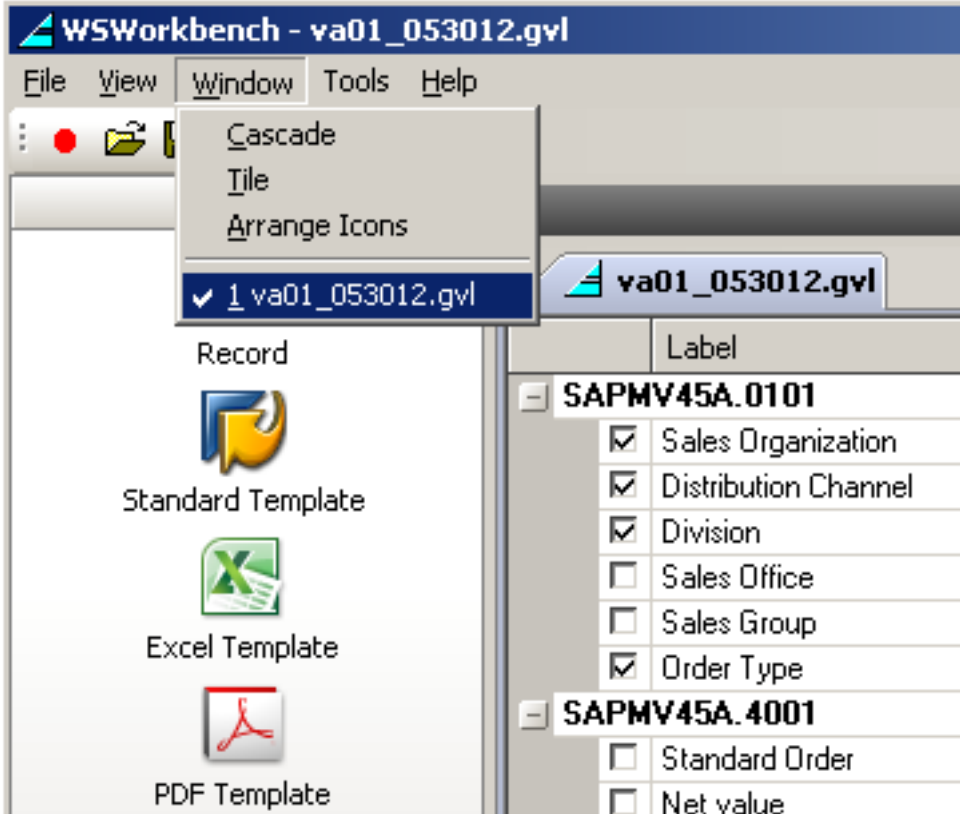 WSWorkbench - va01_053012.gvl
File View Window Tools Help
Cascade
Tile
Arrange Icons
1 va01_053012.gvl
Record
Standard Template
Excel Template
PDF Template
va01_053012.gvl
Label
SAPMV45A.0101
Sales Organization
Distribution Channel
Division
Sales Office
Sales Group
Order Type
SAPMV45A.4001
Standard Order
Net value